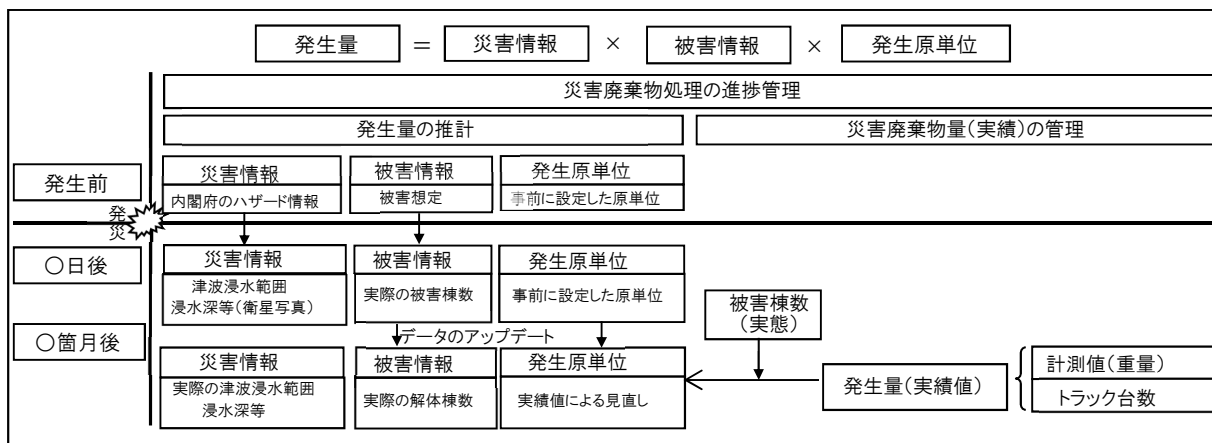 発生量 ＝ 災害情報 × 被害情報 × 発生原単位
災害廃棄物処理の進捗管理
発生量の推計
災害廃棄物量(実績)の管理
発生前
災害情報
内閣府のハザード情報
被害情報
被害想定
発生原単位
事前に設定した原単位
発災
〇日後
災害情報
津波浸水範囲
浸水深等(衛星写真)
被害情報
実際の被害棟数
発生原単位
事前に設定した原単位
データのアップデート
被害棟数
(実態)
〇箇月後
災害情報
実際の津波浸水範囲
浸水深等
被害情報
実際の解体棟数
発生原単位
実績値による見直し
発生量(実績値)
計測値(重量)
トラック台数